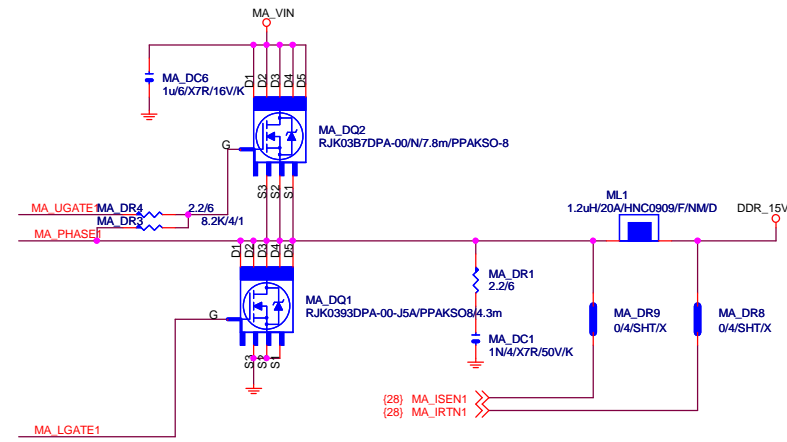 MA_VIN
D1
D2
D3
D4
D5
MA_DC6
1u/6/X7R/16V/K
MA_DQ2
RJK03B7DPA-00/N/7.8m/PPAKSO-8
G
S3
S2
S1
MA_UGATE1
MA_DR4
2.2/6
MA_DR3
8.2K/4/1
MA_PHASE1
ML1
1.2uH/20A/HNC0909/F/NM/D
DDR_15V
D1
D2
D3
D4
D5
MA_DQ1
RJK0393DPA-00-J5A/PPAKSO8/4.3m
G
S3
S2
S1
MA_DR1
2.2/6
MA_DC1
1N/4/X7R/50V/K
MA_DR9
0/4/SHT/X
MA_DR8
0/4/SHT/X
{28} MA_ISEN1
{28} MA_IRTN1
MA_LGATE1